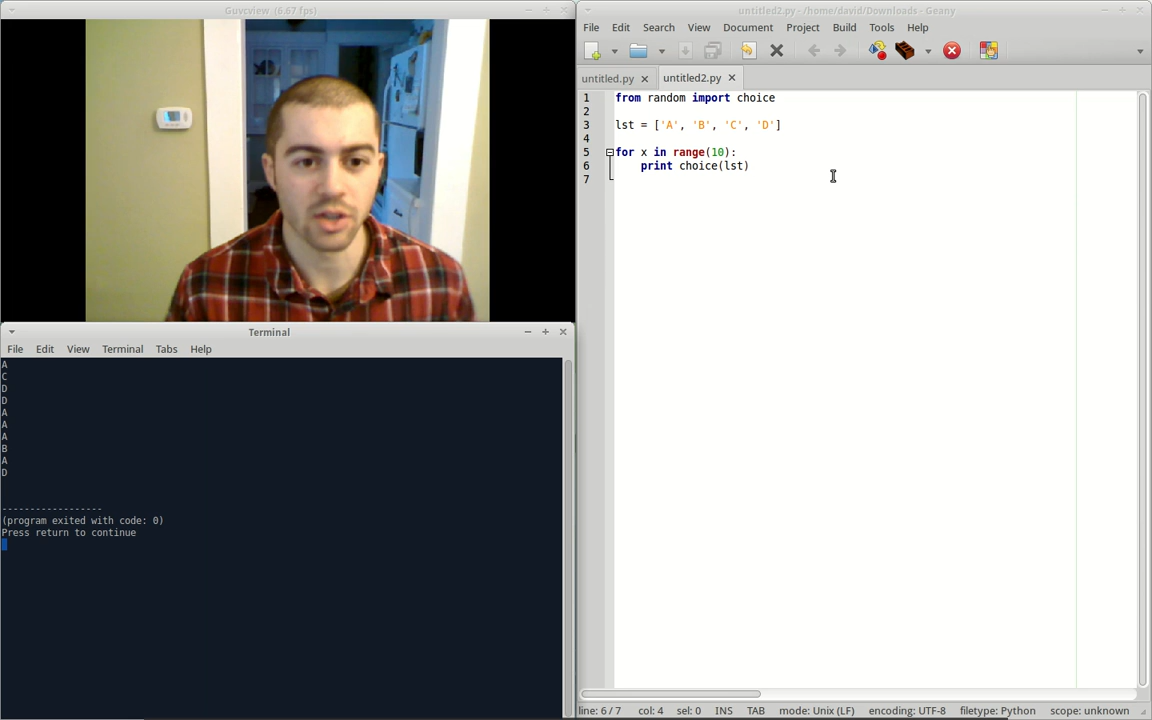 Guvcview (6.67 fps)
untitled2.py - /home/david/Downloads - Geany
File Edit Search View Document Project Build Tools Help
untitled.py untitled2.py
1 from random import choice
2
3 lst = ['A', 'B', 'C', 'D']
4
5 for x in range(10):
6 print choice(lst)
7
Terminal
File Edit View Terminal Tabs Help
A
C
D
D
A
A
A
B
A
D
------------------
(program exited with code: 0)
Press return to continue
line: 6 / 7 col: 4 sel: 0 INS TAB mode: Unix (LF) encoding: UTF-8 filetype: Python scope: unknown